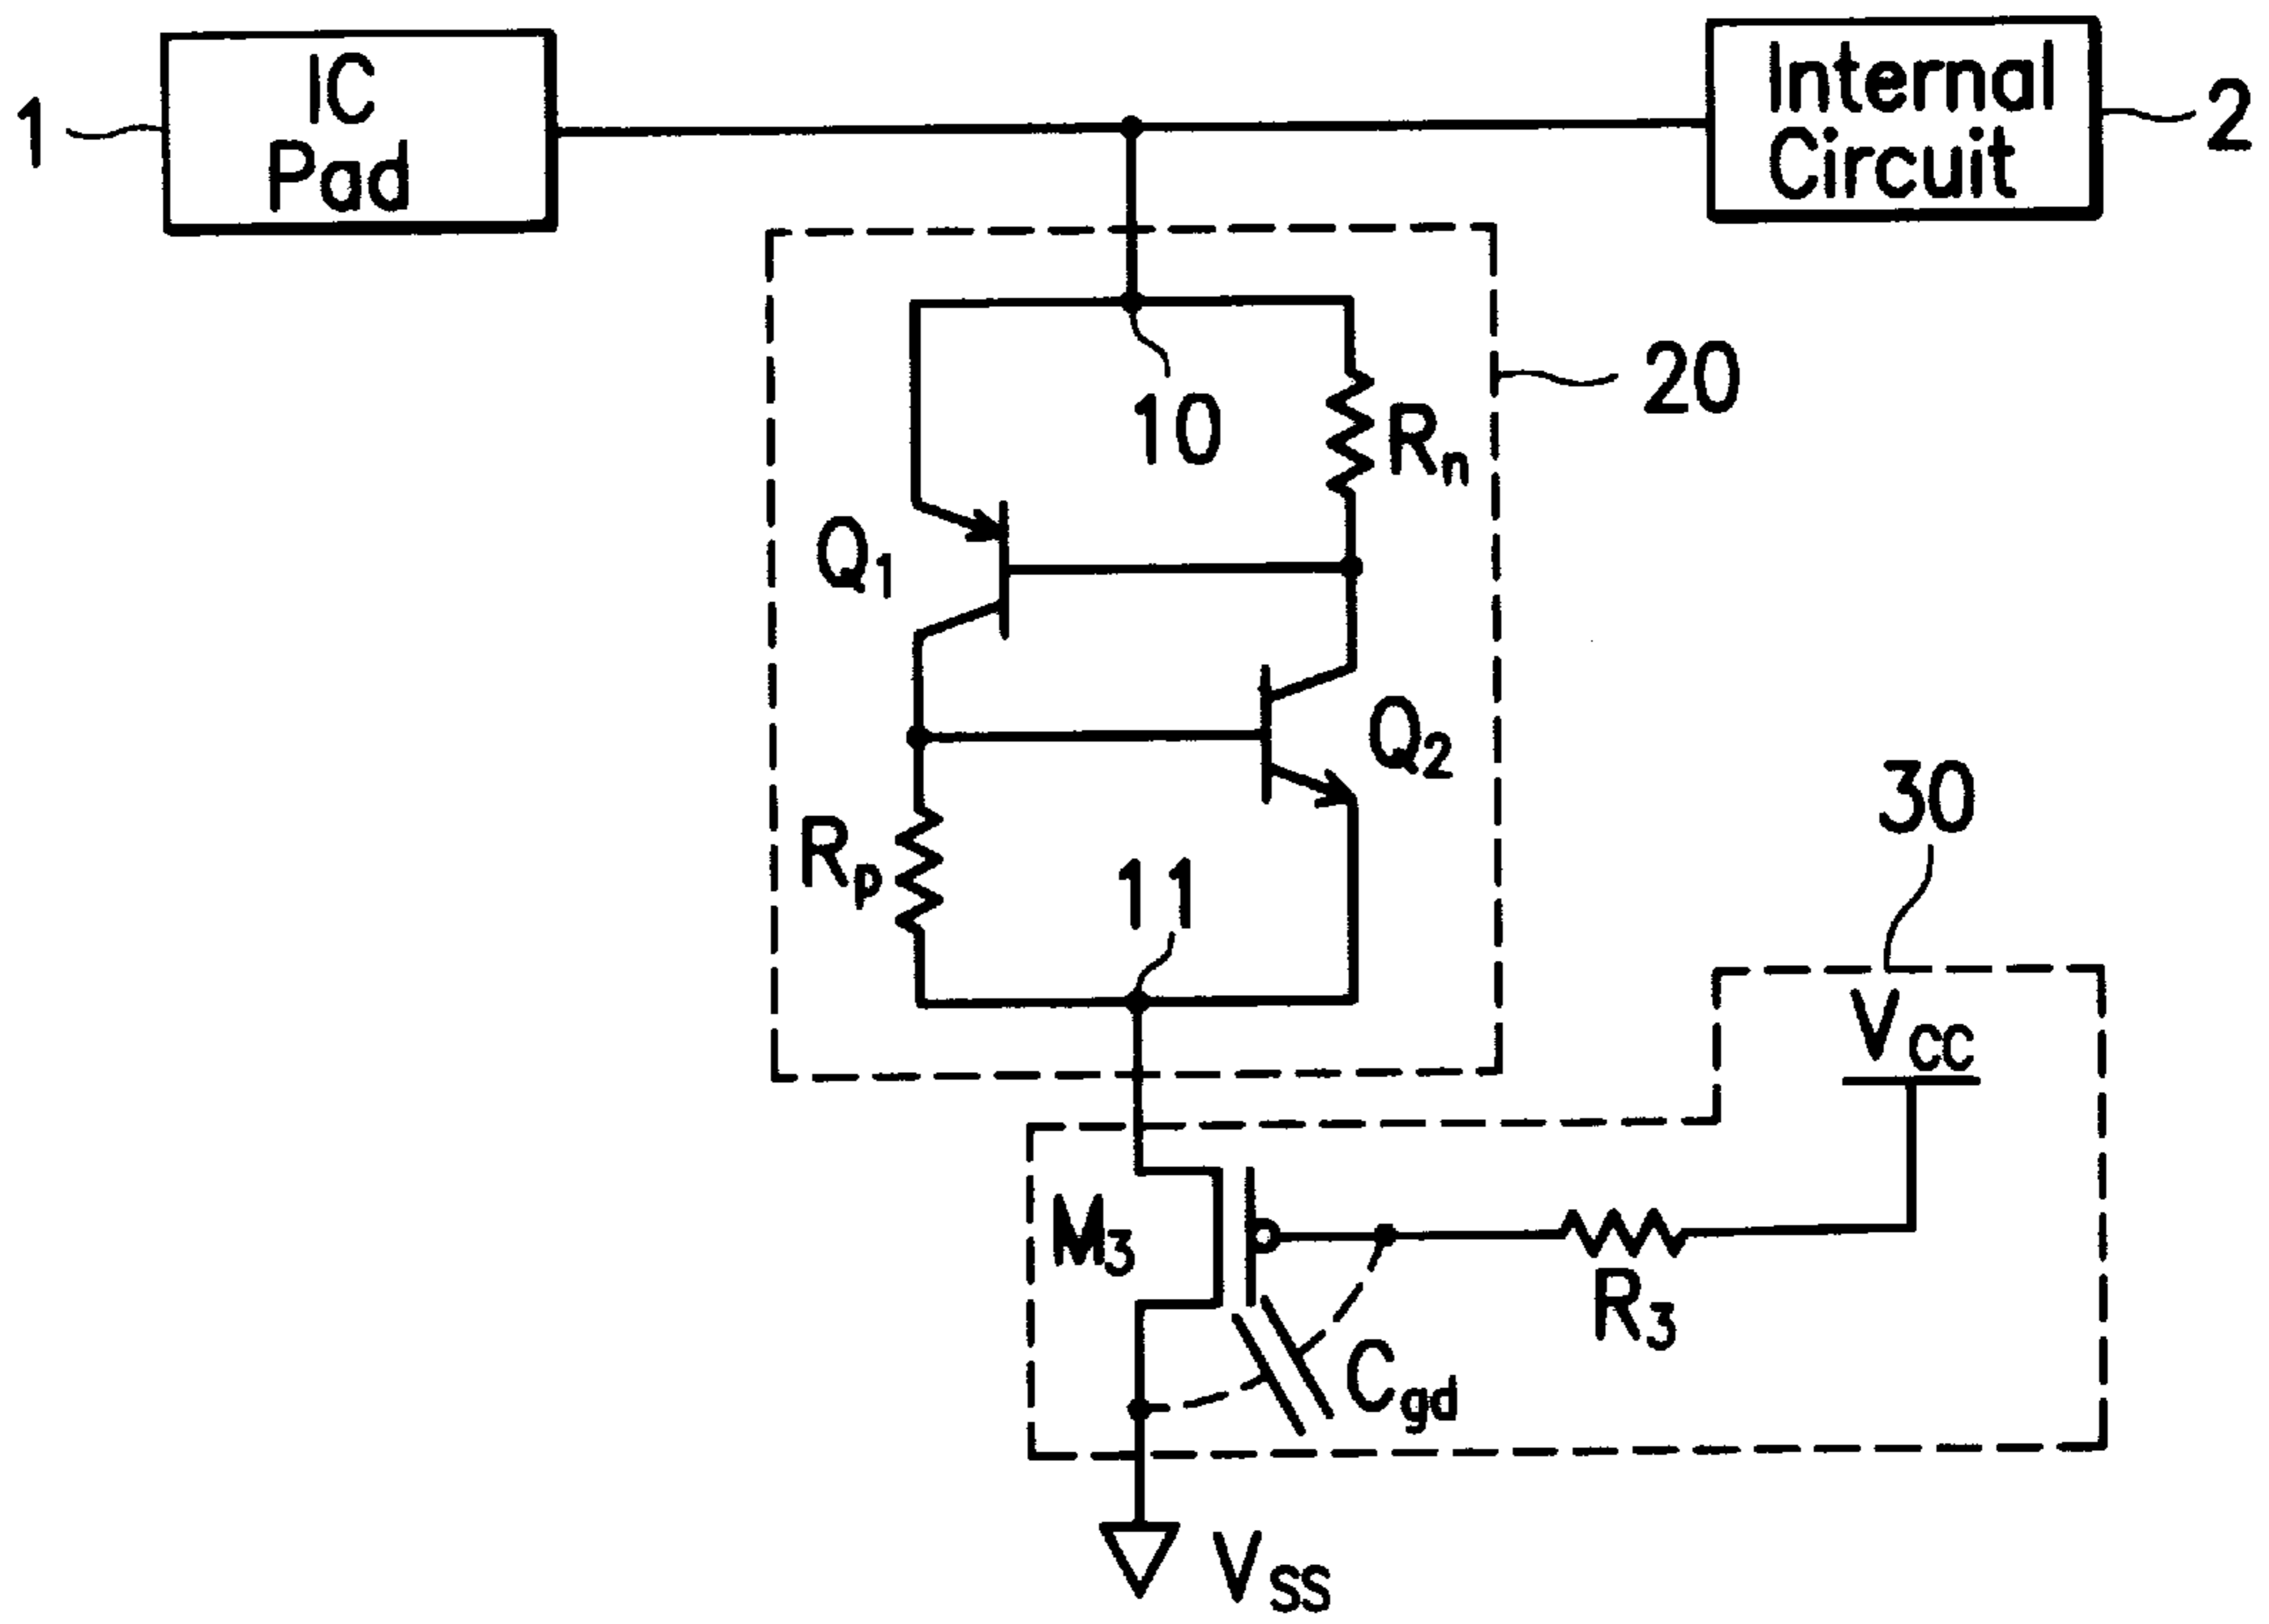 1
IC
Pad
Internal
Circuit
2
20
10
Rn
Q1
Q2
30
Rp
11
VCC
M3
R3
Cgd
VSS